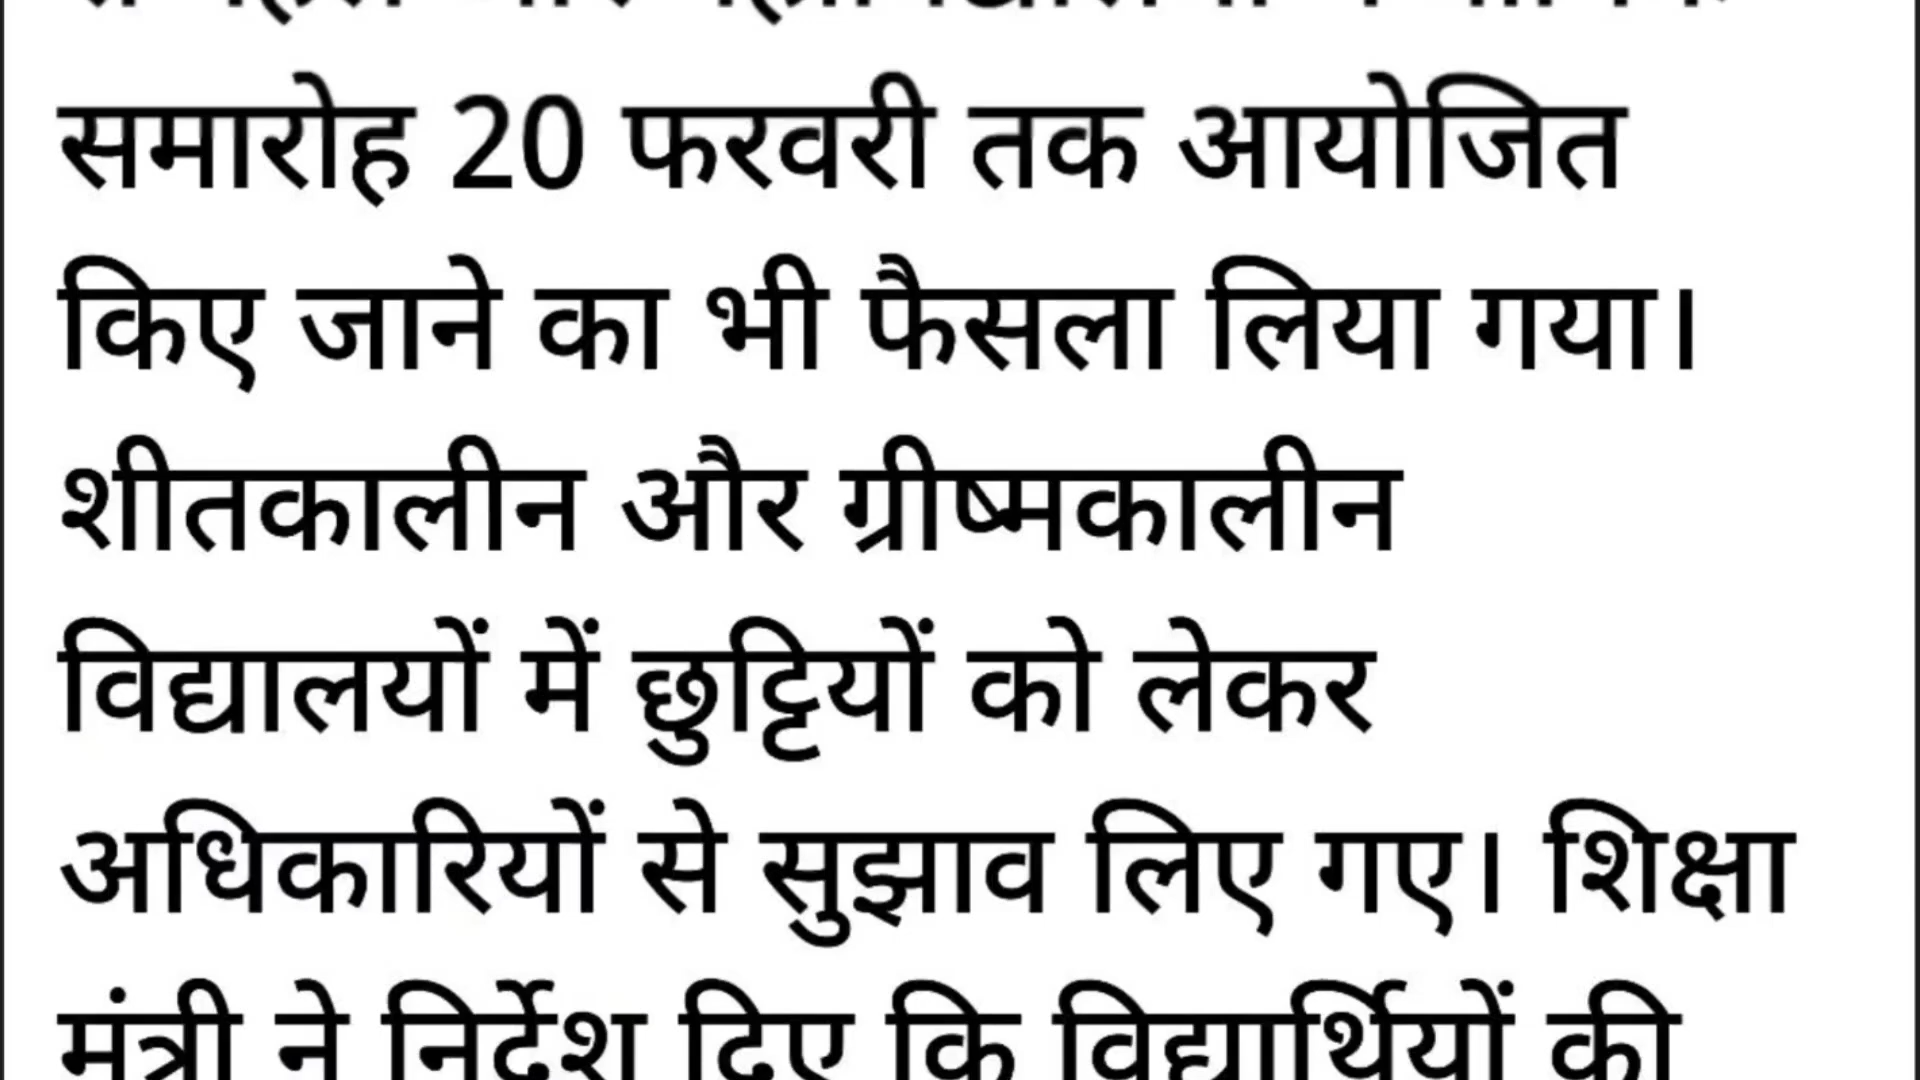 समारोह 20 फरवरी तक आयोजित
किए जाने का भी फैसला लिया गया।
शीतकालीन और ग्रीष्मकालीन
विद्यालयों में छुट्टियों को लेकर
अधिकारियों से सुझाव लिए गए। शिक्षा
मंत्री ने निर्देश दिए कि विद्यार्थियों की